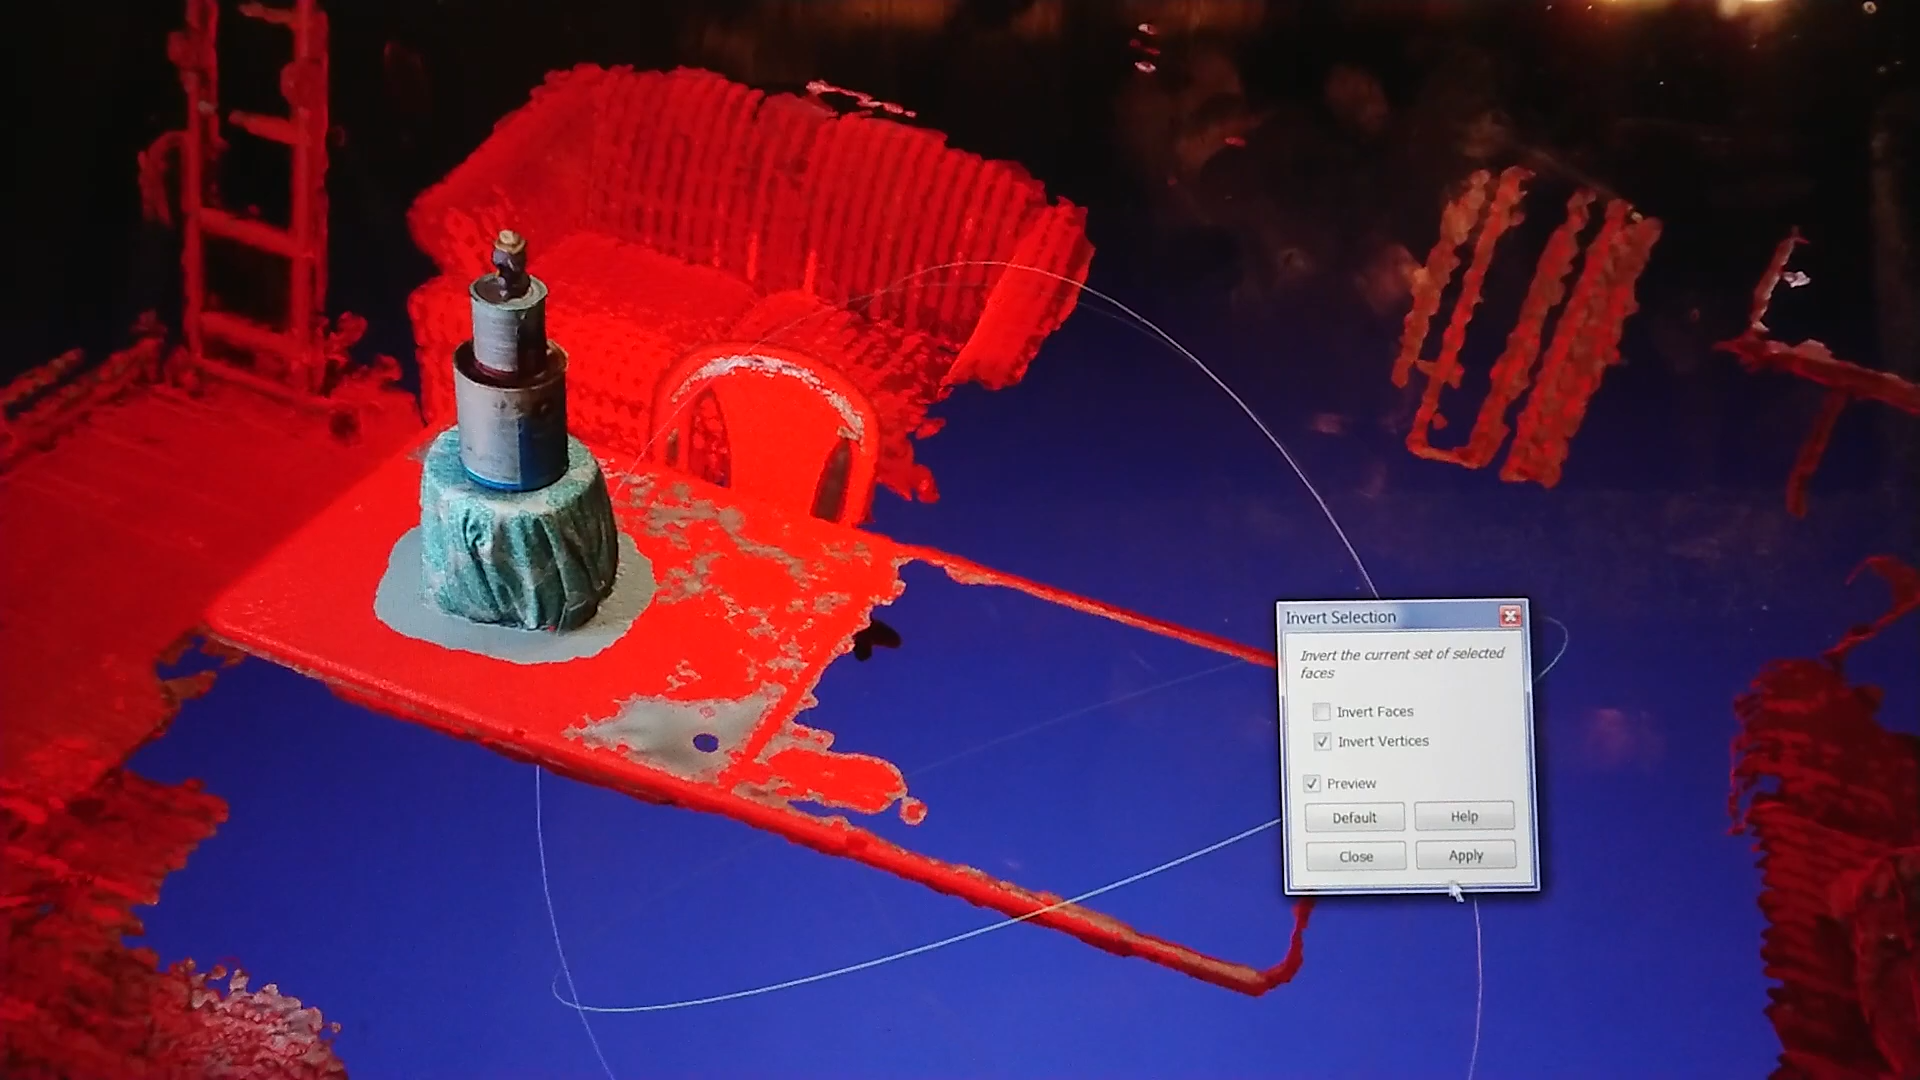 Invert Selection
Invert the current set of selected
faces
Invert Faces
Invert Vertices
Preview
Default
Help
Close
Apply